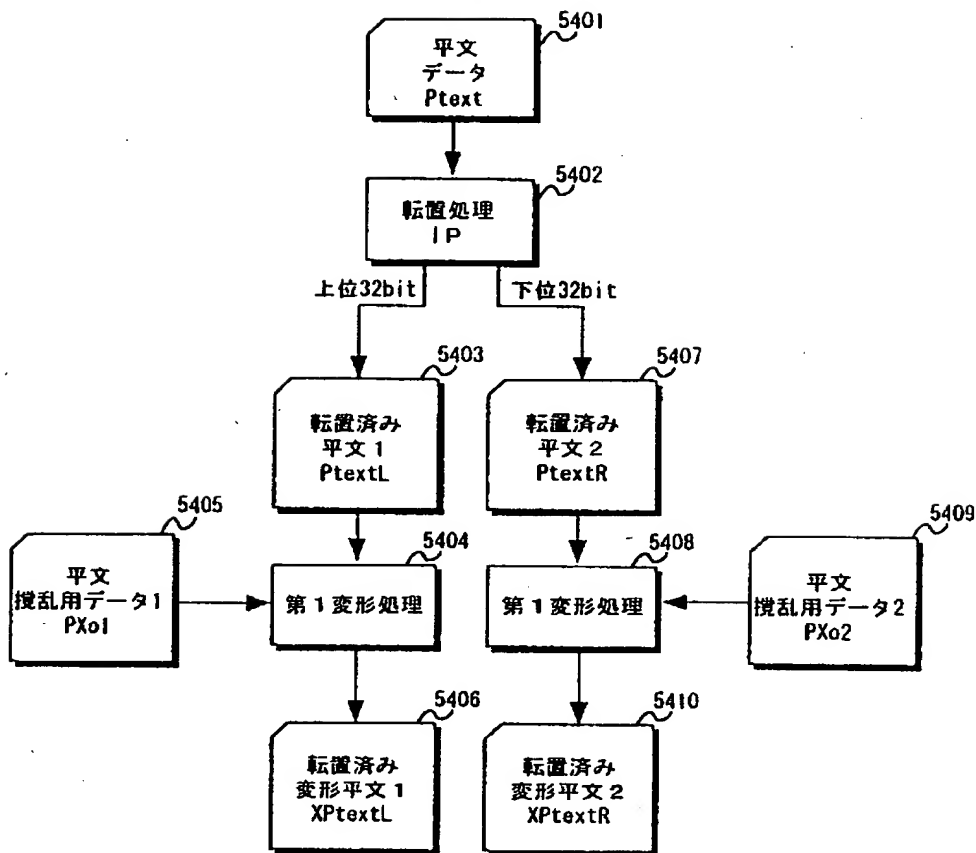 5401
平文
データ
Ptext
5402
転置処理
IP
上位32bit
下位32bit
5403
転置済み
平文1
PtextL
5407
転置済み
平文2
PtextR
5405
平文
撹乱用データ1
PXo1
5404
第1変形処理
5408
第1変形処理
5409
平文
撹乱用データ2
PXo2
5406
転置済み
変形平文1
XPtextL
5410
転置済み
変形平文2
XPtextR